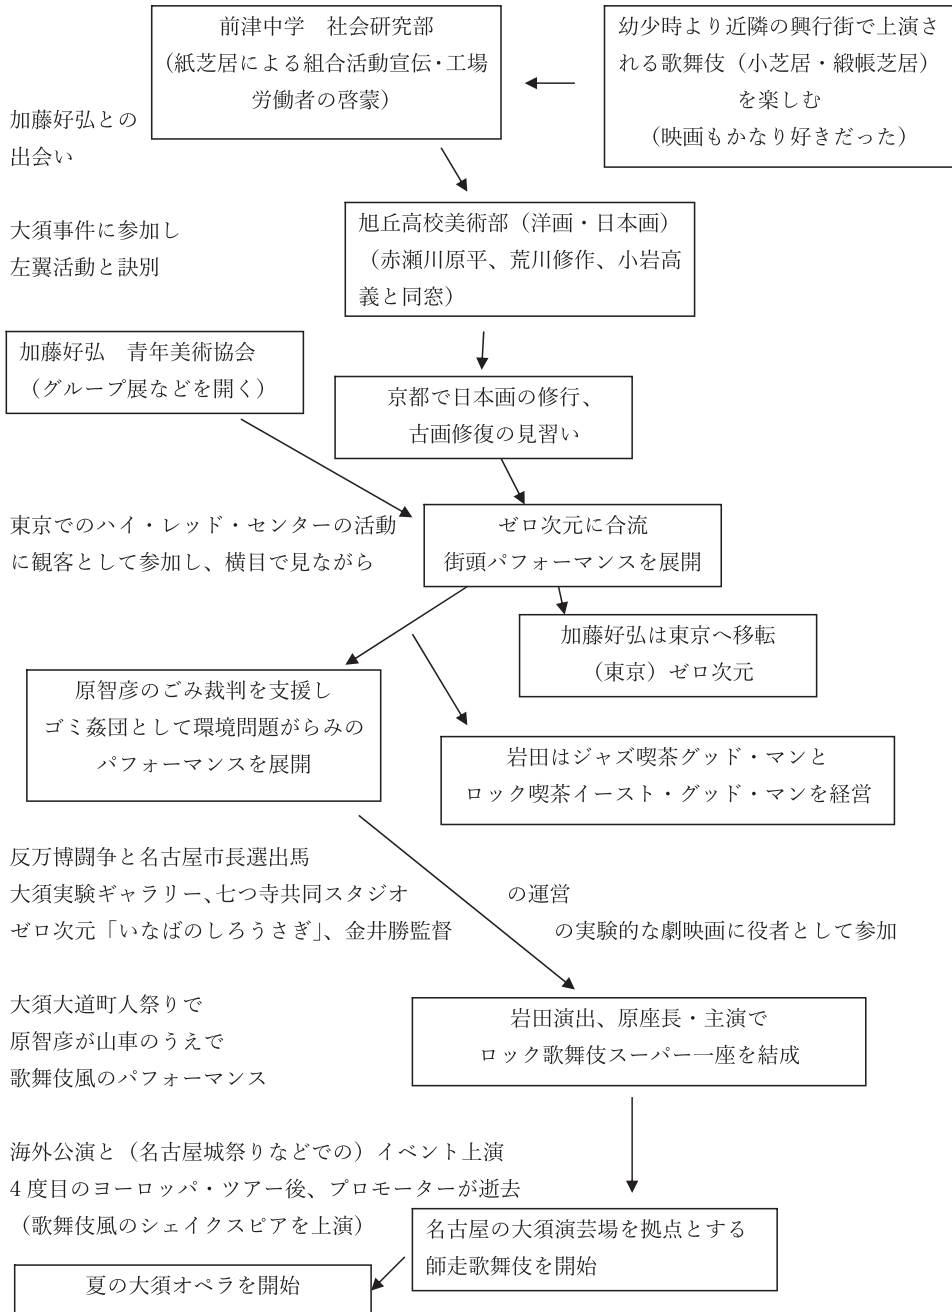 前津中学　社会研究部
（紙芝居による組合活動宣伝・工場
労働者の啓蒙）
幼少時より近隣の興行街で上演さ
れる歌舞伎（小芝居・緞帳芝居）
を楽しむ
（映画もかなり好きだった）
加藤好弘との
出会い
大須事件に参加し
左翼活動と訣別
旭丘高校美術部（洋画・日本画）
（赤瀬川原平、荒川修作、小岩高
義と同窓）
加藤好弘　青年美術協会
（グループ展などを開く）
京都で日本画の修行、
古画修復の見習い
東京でのハイ・レッド・センターの活動
に観客として参加し、横目で見ながら
ゼロ次元に合流
街頭パフォーマンスを展開
加藤好弘は東京へ移転
（東京）ゼロ次元
原智彦のごみ裁判を支援し
ゴミ姦団として環境問題がらみの
パフォーマンスを展開
岩田はジャズ喫茶グッド・マンと
ロック喫茶イースト・グッド・マンを経営
反万博闘争と名古屋市長選出馬
大須実験ギャラリー、七つ寺共同スタジオ　の運営
ゼロ次元「いなばのしろうさぎ」、金井勝監督　の実験的な劇映画に役者として参加
大須大道町人祭りで
原智彦が山車のうえで
歌舞伎風のパフォーマンス
岩田演出、原座長・主演で
ロック歌舞伎スーパー一座を結成
海外公演と（名古屋城祭りなどでの）イベント上演
4 度目のヨーロッパ・ツアー後、プロモーターが逝去
（歌舞伎風のシェイクスピアを上演）
名古屋の大須演芸場を拠点とする
師走歌舞伎を開始
夏の大須オペラを開始